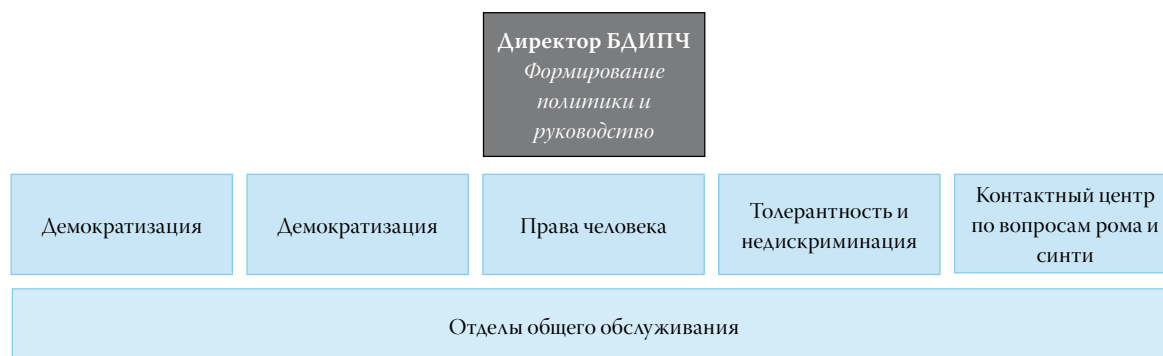 Директор БДИПЧ
Формирование
политики и
руководство
Демократизация
Демократизация
Права человека
Толерантность и
недискриминация
Контактный центр
по вопросам рома и
синти
Отделы общего обслуживания